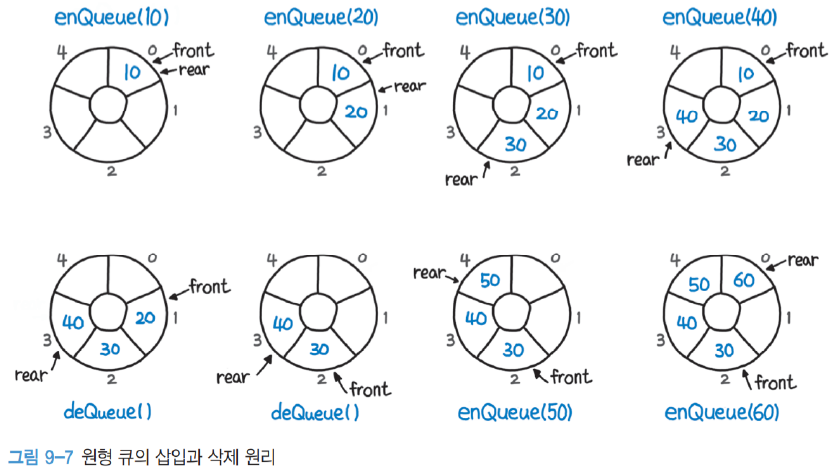 enQueue(10) enQueue(20) enQueue(30) enQueue(40)
4 0 front 4 0 front 4 0 front 4 0 front
10 rear 10 rear 10 10
1 20 1 20 1 40 20 1
3 3 3 30 3 30
2 2 rear 2 rear 2
4 0 4 0 4 0 4 0 rear
front rear 50 50 60
40 20 1 40 1 40 1 40 1
3 30 3 30 3 30 3 30
rear 2 rear 2 front 2 front 2 front
deQueue() deQueue() enQueue(50) enQueue(60)
그림 9-7 원형 큐의 삽입과 삭제 원리